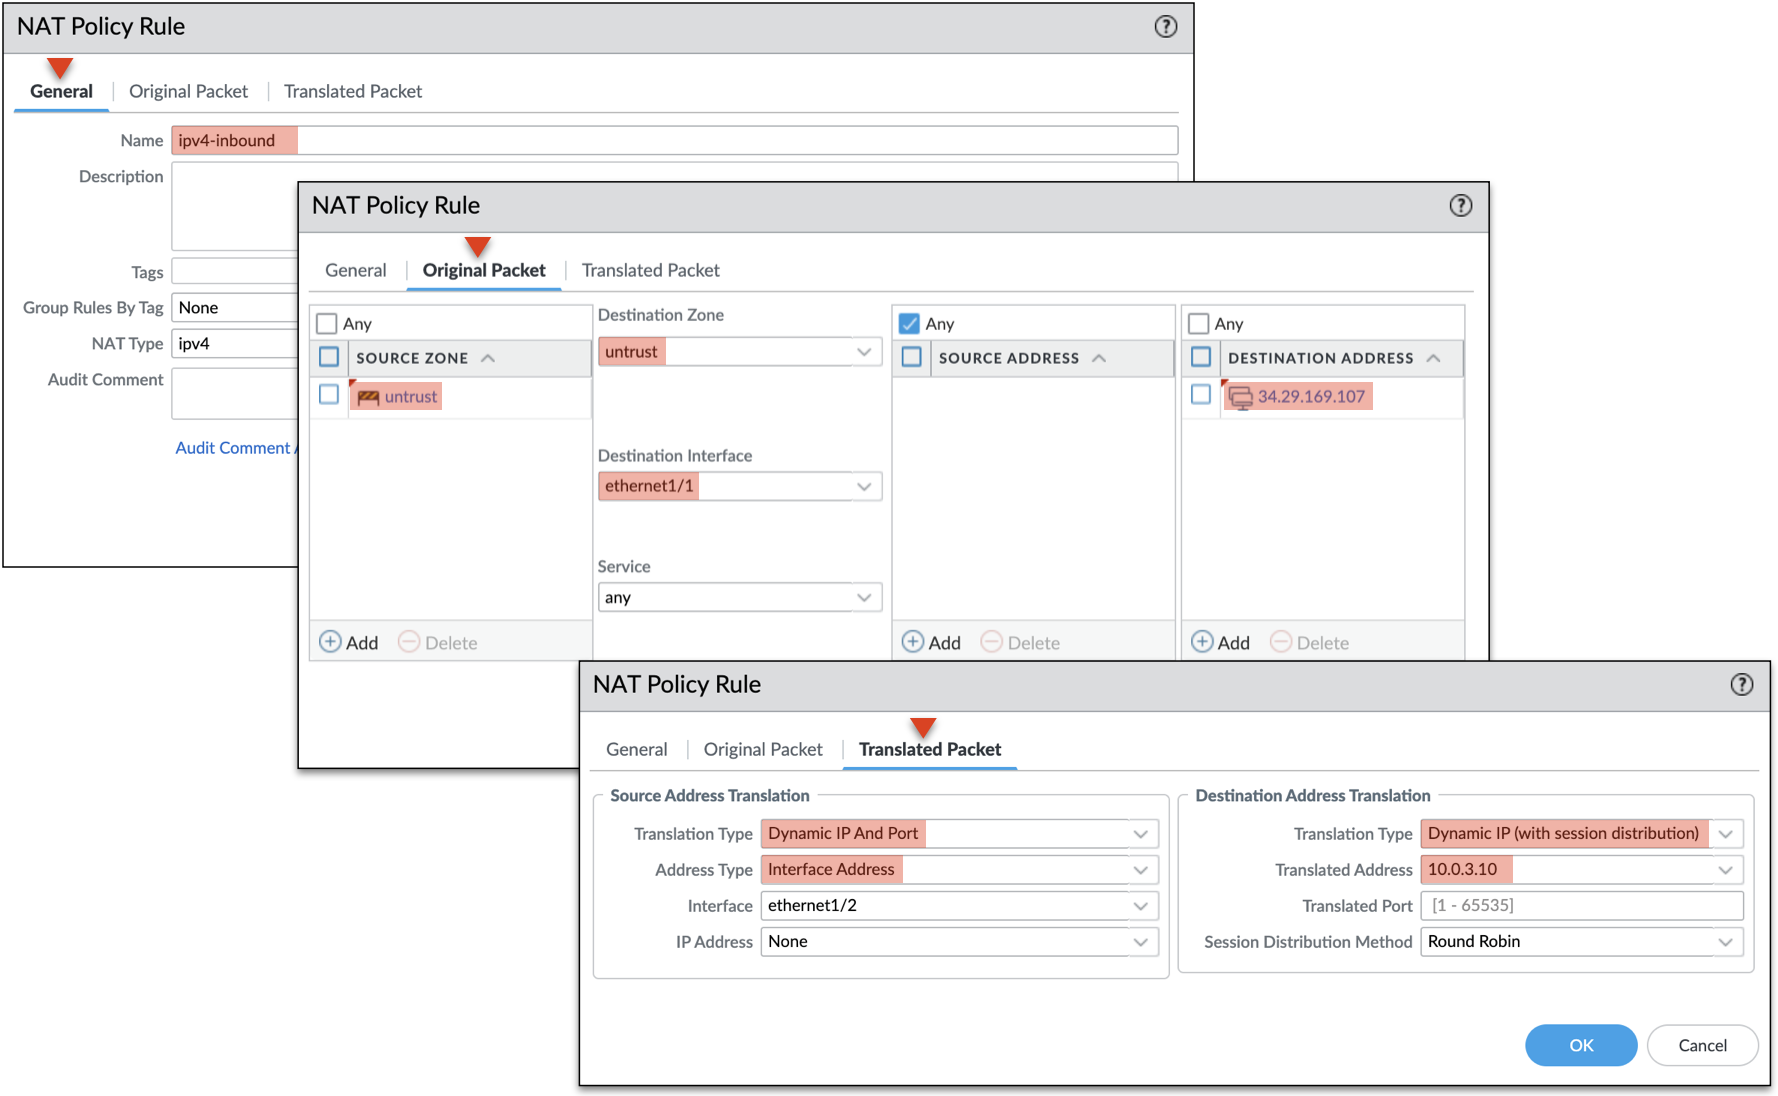 NAT Policy Rule
General
Original Packet
Translated Packet
Name
ipv4-inbound
Description
Tags
Group Rules By Tag
None
NAT Type
ipv4
Audit Comment
Audit Comment
NAT Policy Rule
General
Original Packet
Translated Packet
Any
SOURCE ZONE
untrust
Add
Delete
Destination Zone
untrust
Destination Interface
ethernet1/1
Service
any
Any
SOURCE ADDRESS
Add
Delete
Any
DESTINATION ADDRESS
34.29.169.107
Add
Delete
NAT Policy Rule
General
Original Packet
Translated Packet
Source Address Translation
Translation Type
Dynamic IP And Port
Address Type
Interface Address
Interface
ethernet1/2
IP Address
None
Destination Address Translation
Translation Type
Dynamic IP (with session distribution)
Translated Address
10.0.3.10
Translated Port
[1 - 65535]
Session Distribution Method
Round Robin
OK
Cancel